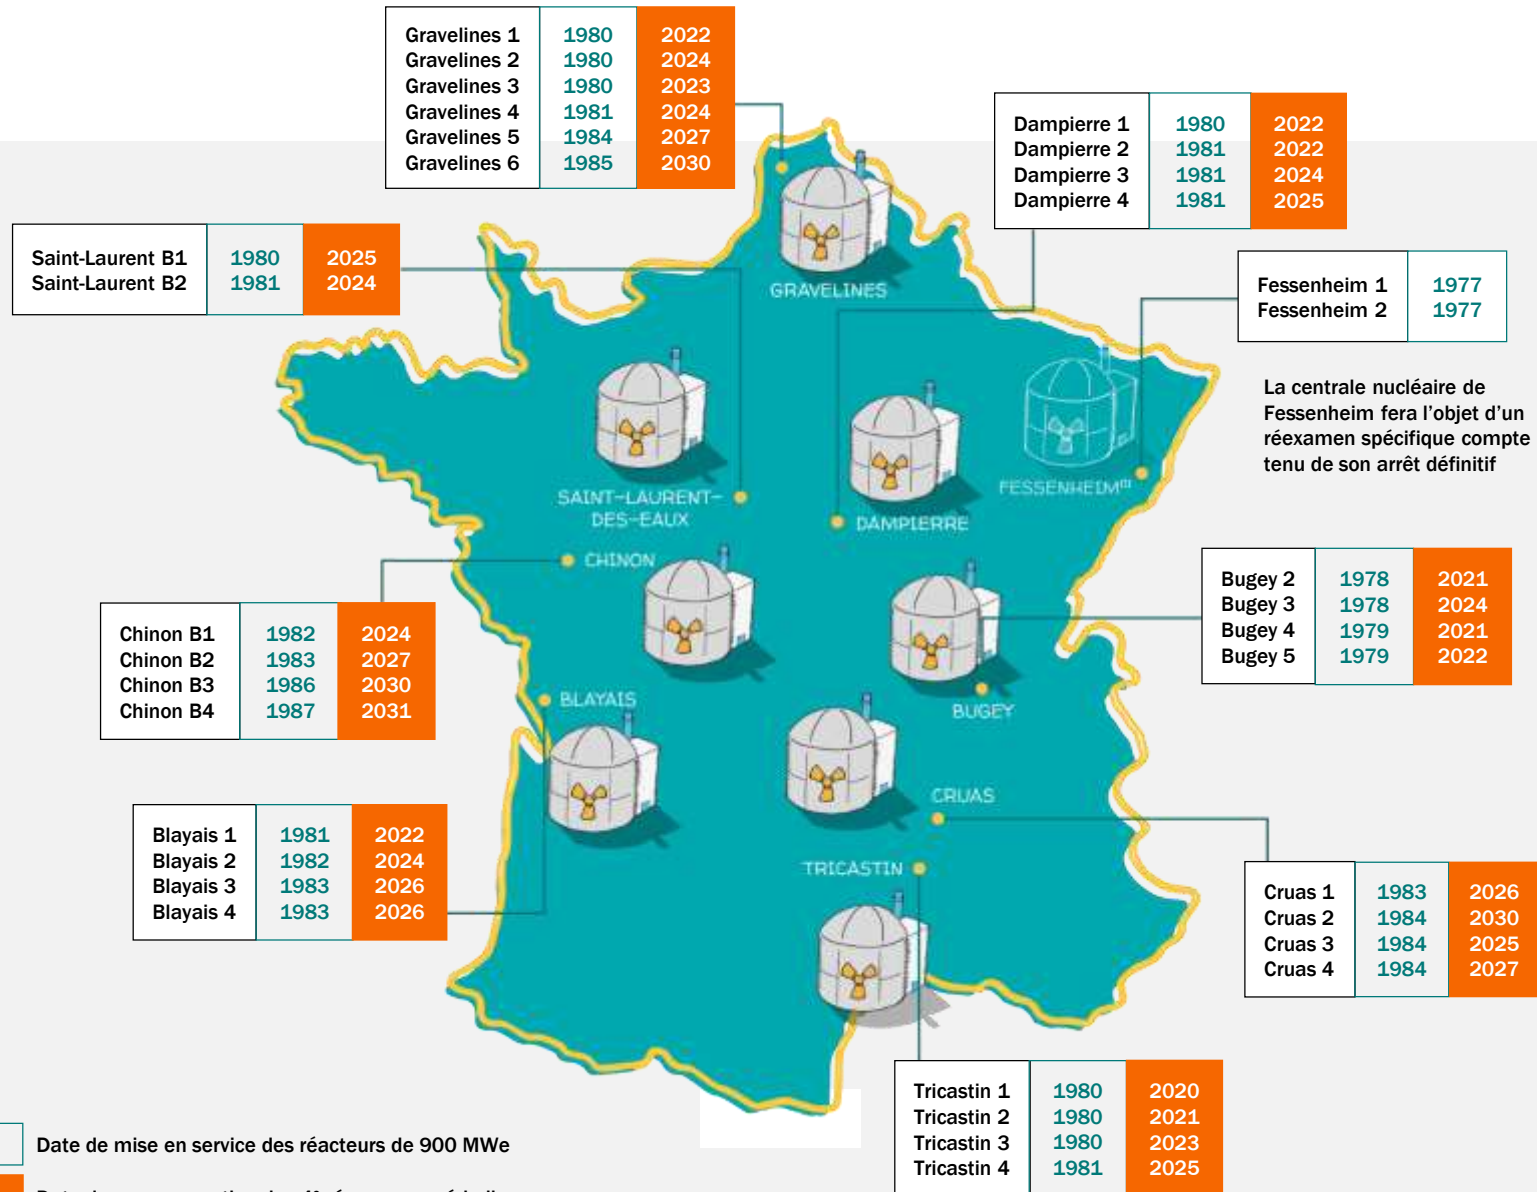 Gravelines 1 1980 2022
Gravelines 2 1980 2024
Gravelines 3 1980 2023
Gravelines 4 1981 2024
Gravelines 5 1984 2027
Gravelines 6 1985 2030
Dampierre 1 1980 2022
Dampierre 2 1981 2022
Dampierre 3 1981 2024
Dampierre 4 1981 2025
Saint-Laurent B1 1980 2025
Saint-Laurent B2 1981 2024
Fessenheim 1 1977
Fessenheim 2 1977
La centrale nucléaire de
Fessenheim fera l'objet d'un
réexamen spécifique compte
tenu de son arrêt définitif
GRAVELINES
SAINT-LAURENT-
DES-EAUX
DAMPIERRE
FESSENHEIM
CHINON
Bugey 2 1978 2021
Bugey 3 1978 2024
Bugey 4 1979 2021
Bugey 5 1979 2022
Chinon B1 1982 2024
Chinon B2 1983 2027
Chinon B3 1986 2030
Chinon B4 1987 2031
BLAYAIS
BUGEY
CRUAS
TRICASTIN
Blayais 1 1981 2022
Blayais 2 1982 2024
Blayais 3 1983 2026
Blayais 4 1983 2026
Cruas 1 1983 2026
Cruas 2 1984 2030
Cruas 3 1984 2025
Cruas 4 1984 2027
Tricastin 1 1980 2020
Tricastin 2 1980 2021
Tricastin 3 1980 2023
Tricastin 4 1981 2025
Date de mise en service des réacteurs de 900 MWe